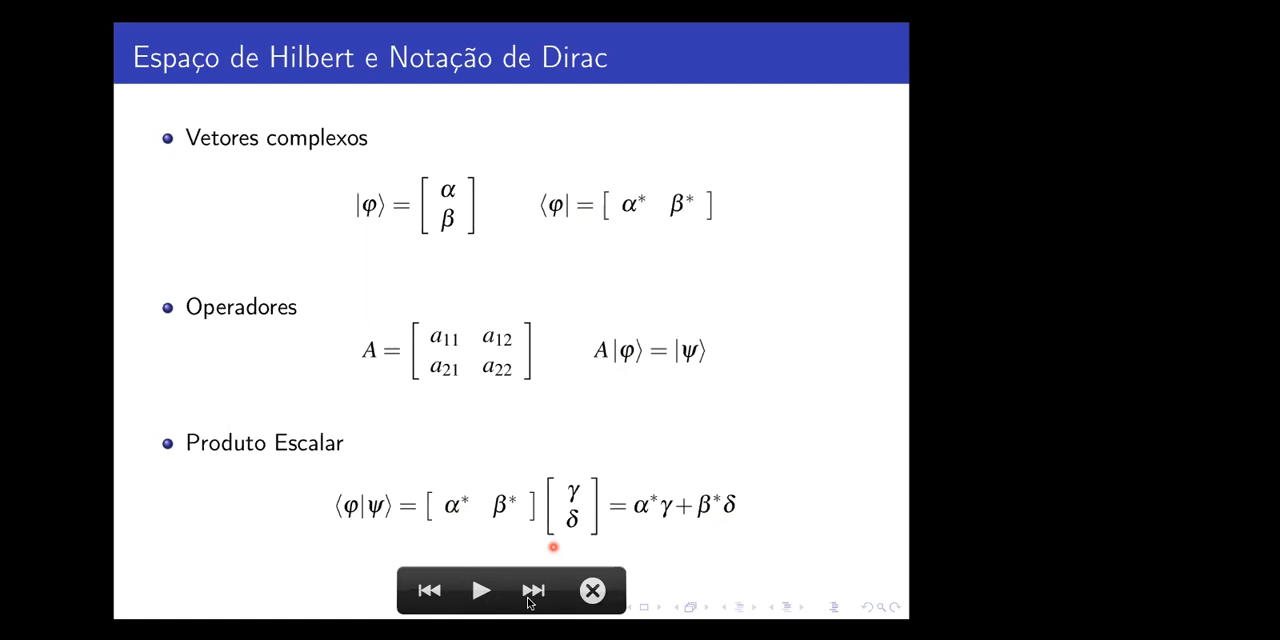 Espaço de Hilbert e Notação de Dirac
Vetores complexos
|φ⟩ = [ α β ] ⟨φ| = [ α* β* ]
Operadores
A = [ a₁₁ a₁₂ a₂₁ a₂₂ ] A|φ⟩ = |ψ⟩
Produto Escalar
⟨φ|ψ⟩ = [ α* β* ] [ γ δ ] = α*γ + β*δ